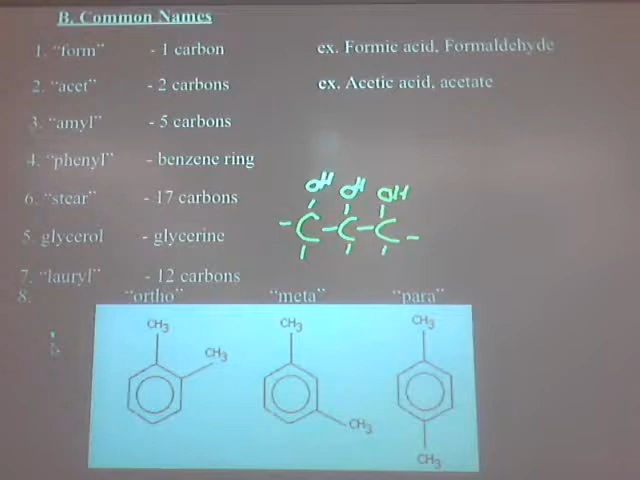 B. Common Names
1. "form" - 1 carbon ex. Formic acid, Formaldehyde
2. "acet" - 2 carbons ex. Acetic acid, acetate
3. "amyl" - 5 carbons
4. "phenyl" - benzene ring
6. "stear" - 17 carbons
5. glycerol - glycerine
7. "lauryl" - 12 carbons
OH OH OH
- C - C - C -
8. "ortho" "meta" "para"
CH3 CH3 CH3
CH3
CH3
CH3